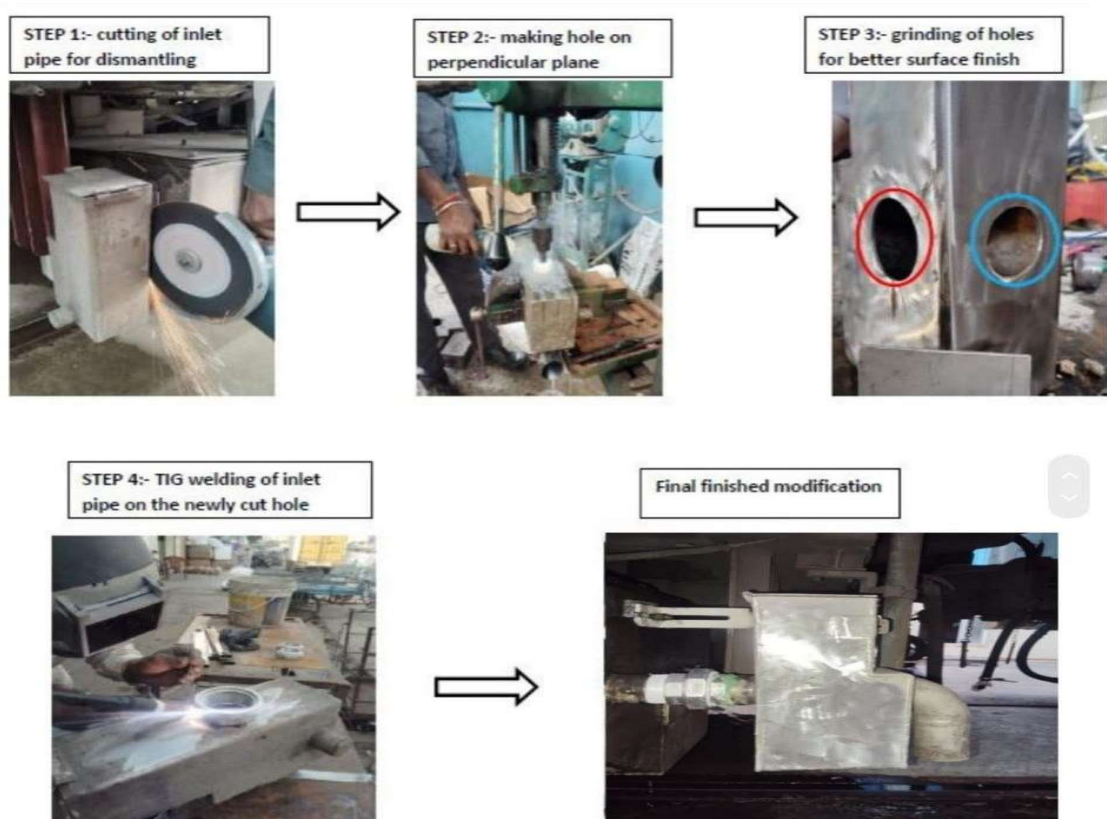 STEP 1:- cutting of inlet
pipe for dismantling
STEP 2:- making hole on
perpendicular plane
STEP 3:- grinding of holes
for better surface finish
STEP 4:- TIG welding of inlet
pipe on the newly cut hole
Final finished modification